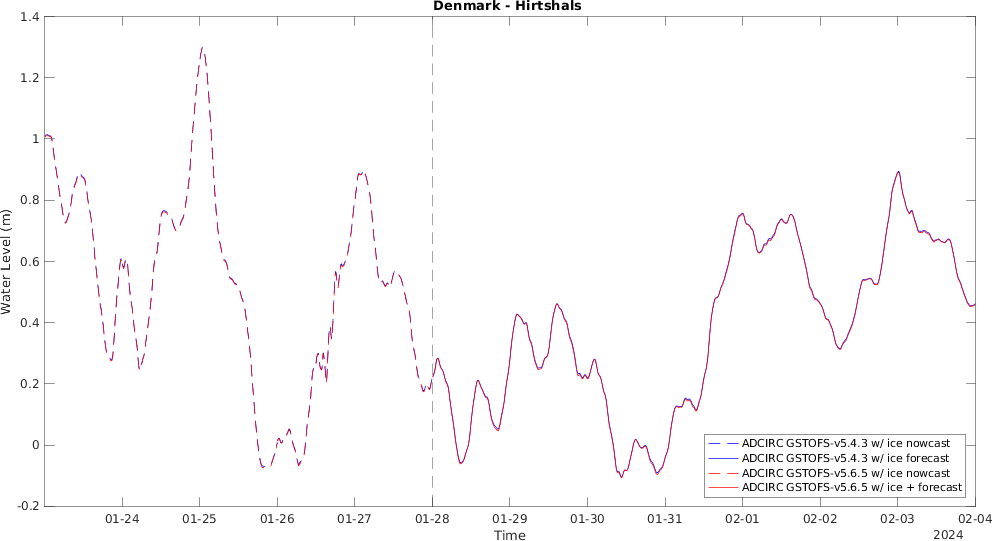 Denmark - Hirtshals
1.4
1.2
1
0.8
0.6
0.4
0.2
0
-0.2
Water Level (m)
ADCIRC GSTOFS-v5.4.3 w/ ice nowcast
ADCIRC GSTOFS-v5.4.3 w/ ice forecast
ADCIRC GSTOFS-v5.6.5 w/ ice nowcast
ADCIRC GSTOFS-v5.6.5 w/ ice + forecast
01-24 01-25 01-26 01-27 01-28 01-29 01-30 01-31 02-01 02-02 02-03 02-04
Time
2024